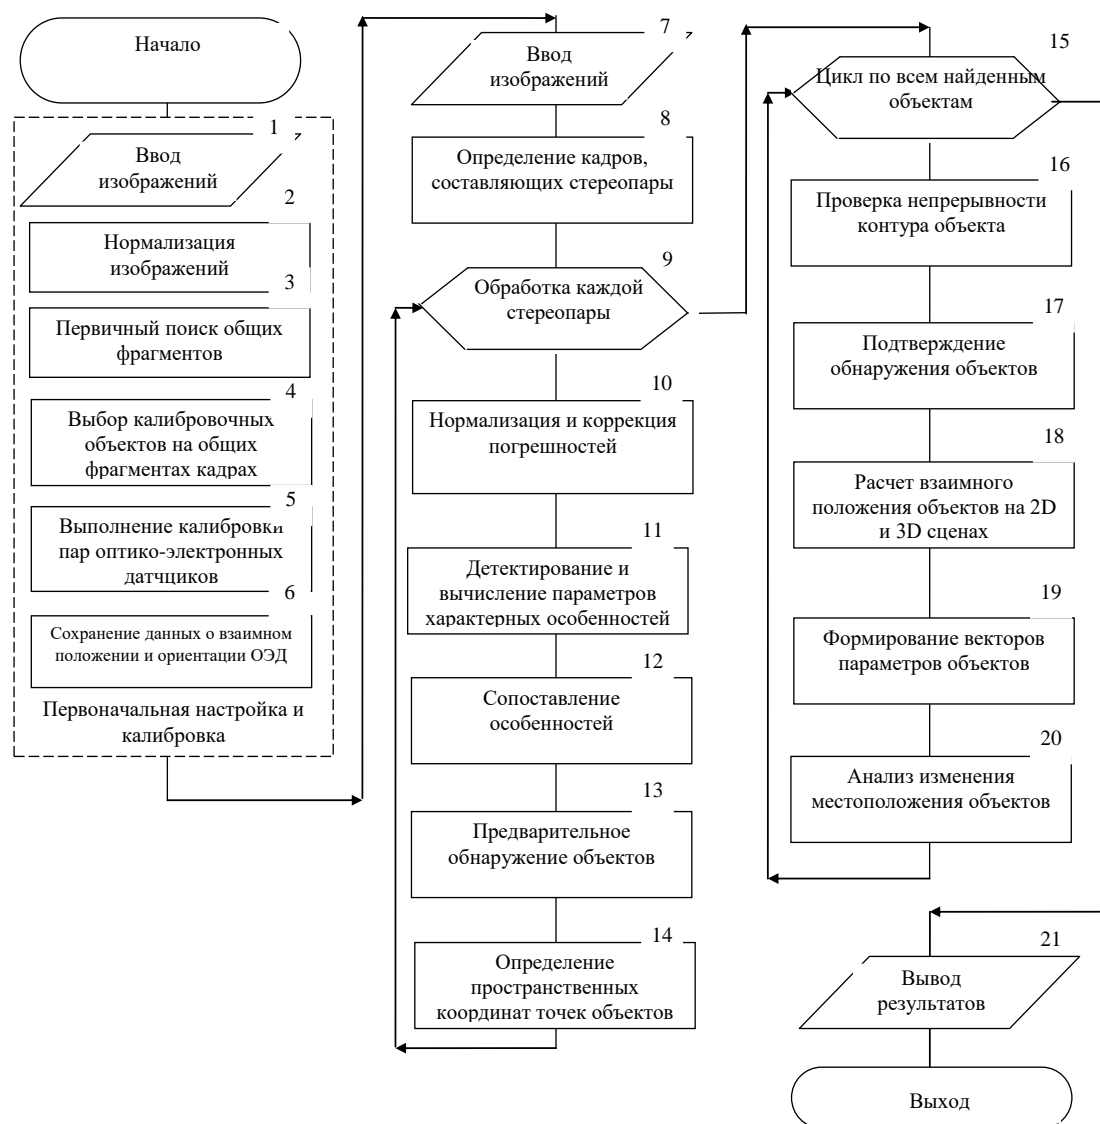 Начало
1
Ввод
изображений
2
Нормализация
изображений
3
Первичный поиск общих
фрагментов
4
Выбор калибровочных
объектов на общих
фрагментах кадрах
5
Выполнение калибровки
пар оптико-электронных
датчиков
6
Сохранение данных о взаимном
положении и ориентации ОЭД
Первоначальная настройка и
калибровка
7
Ввод
изображений
8
Определение кадров,
составляющих стереопары
9
Обработка каждой
стереопары
10
Нормализация и коррекция
погрешностей
11
Детектирование и
вычисление параметров
характерных особенностей
12
Сопоставление
особенностей
13
Предварительное
обнаружение объектов
14
Определение
пространственных
координат точек объектов
15
Цикл по всем найденным
объектам
16
Проверка непрерывности
контура объекта
17
Подтверждение
обнаружения объектов
18
Расчет взаимного
положения объектов на 2D
и 3D сценах
19
Формирование векторов
параметров объектов
20
Анализ изменения
местоположения объектов
21
Вывод
результатов
Выход